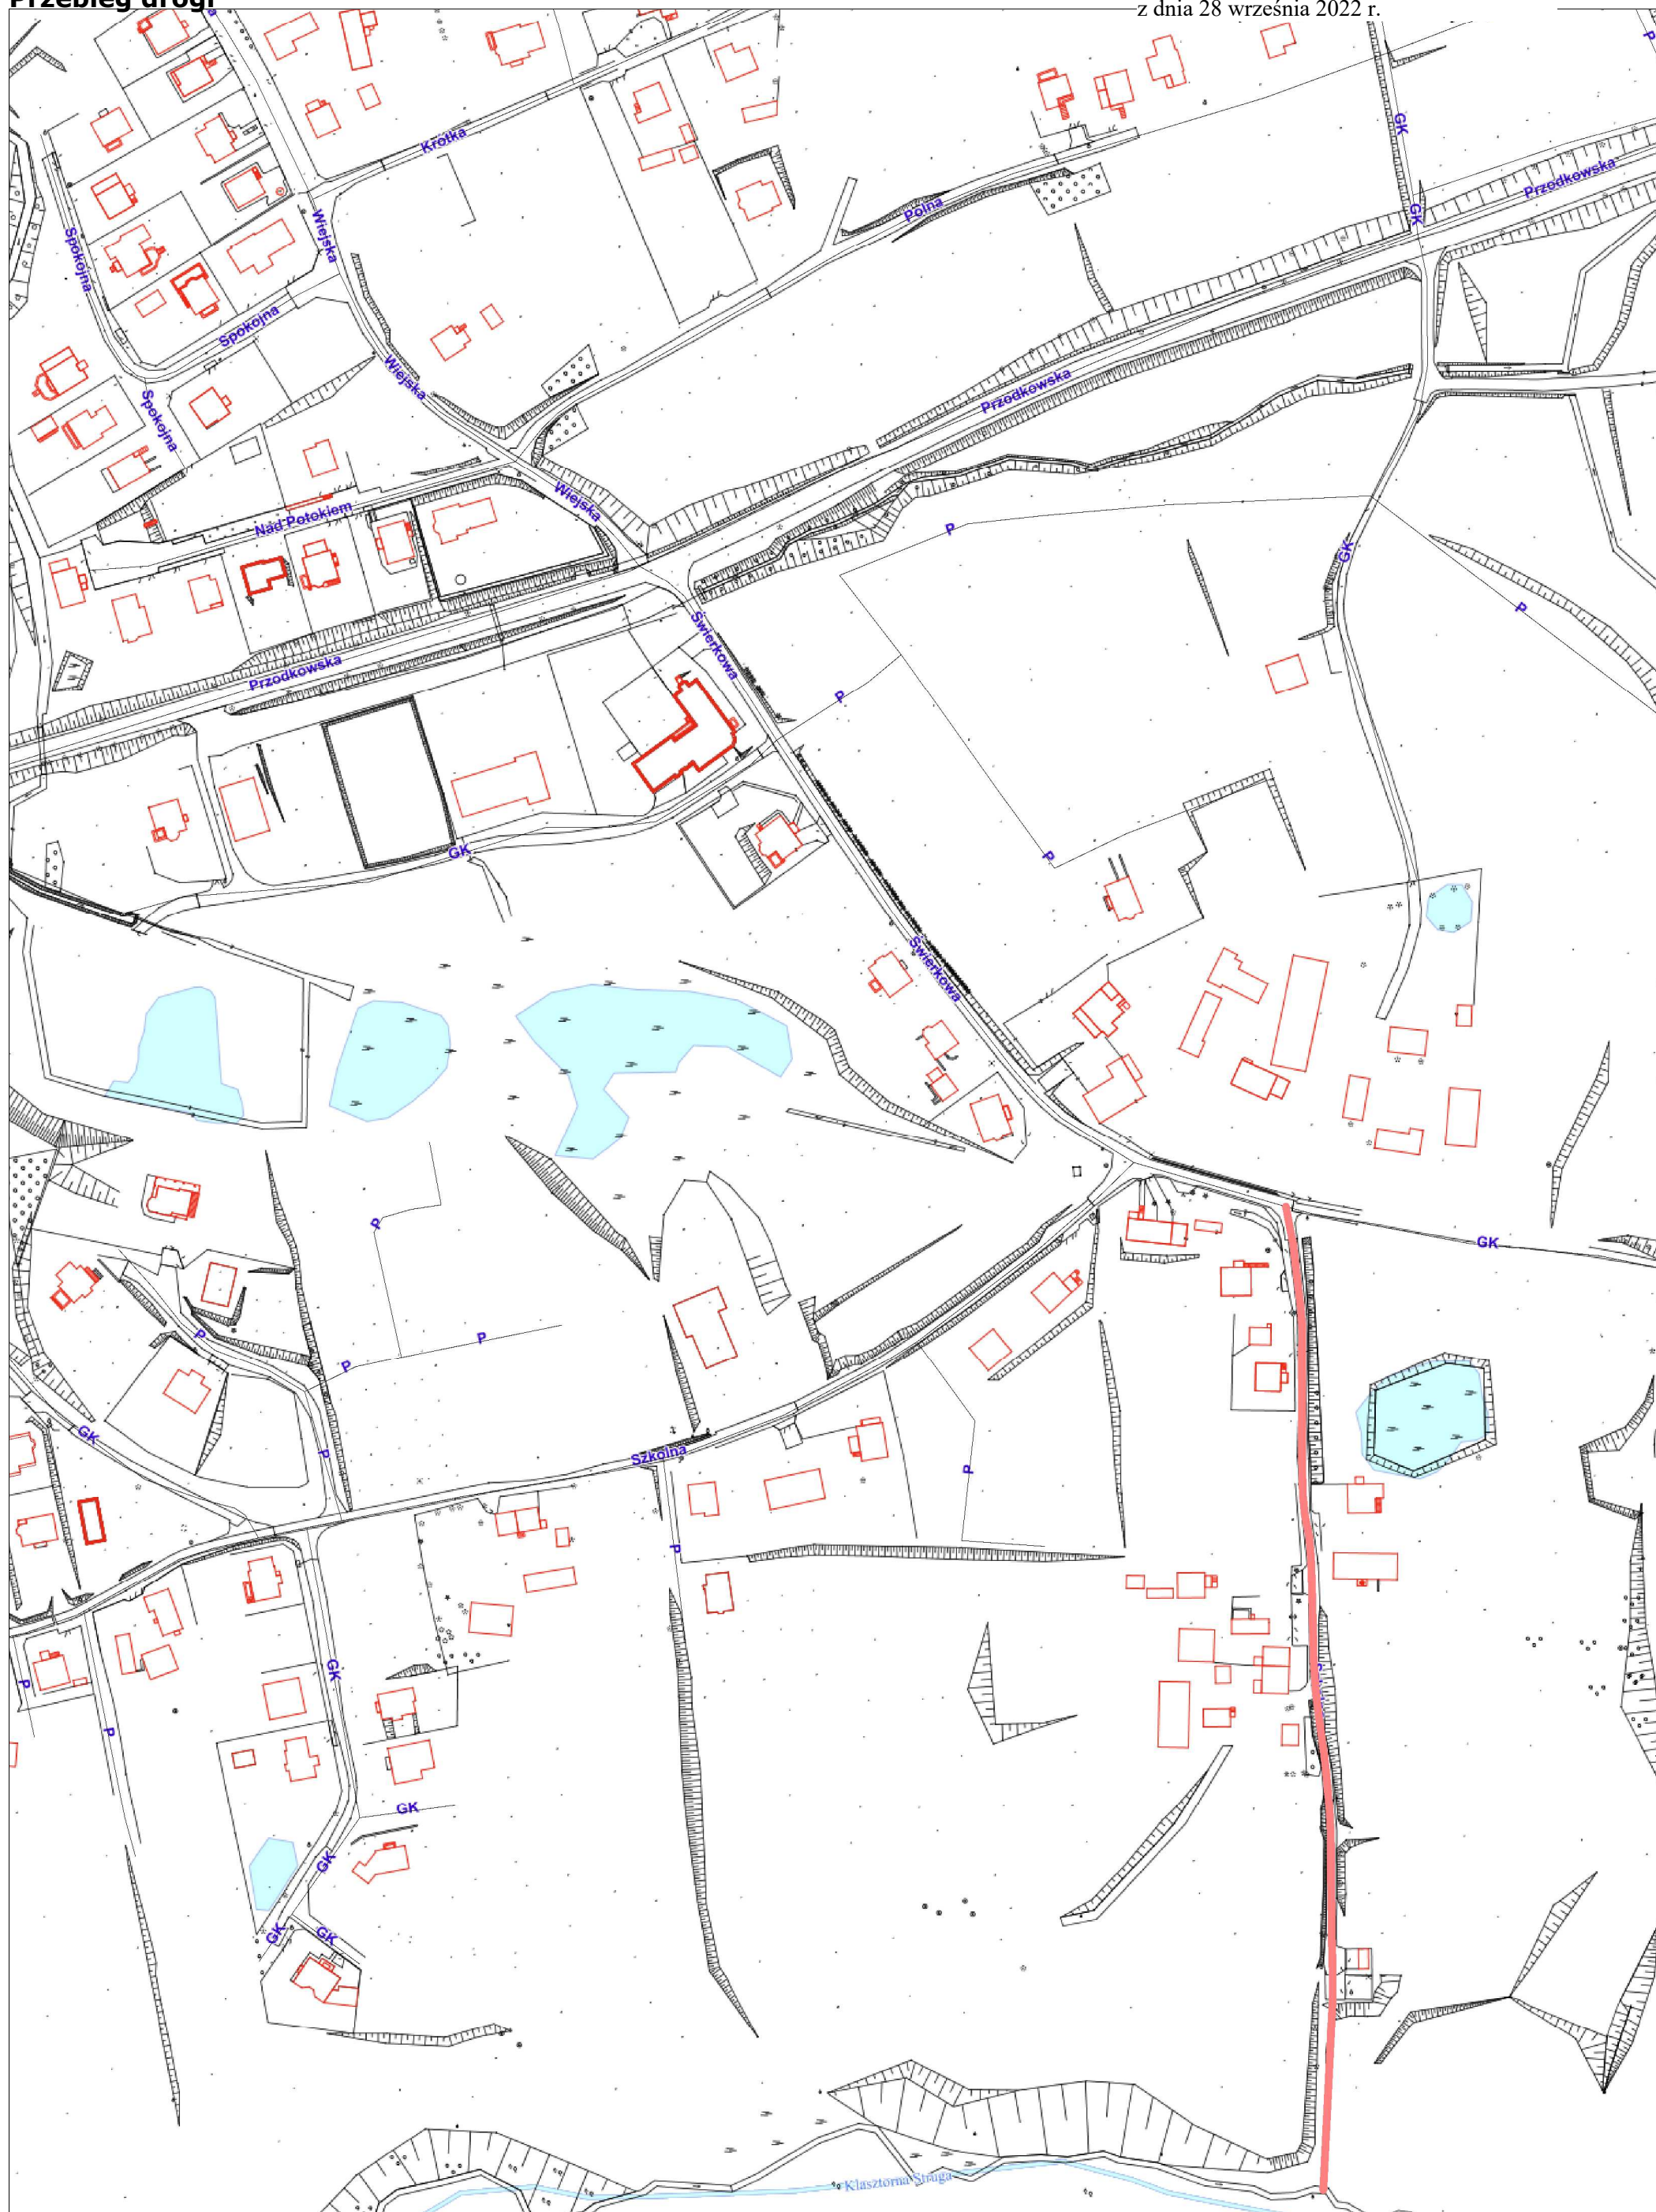 Przebieg drogi
z dnia 28 września 2022 r.
P
Krótka
GK
Przodkowska
Polna
GK
Wiejska
Spokojna
Spokojna
Wiejska
Przodkowska
Spokojna
Wiejska
Nad Potokiem
P
GK
P
Świerkowa
Przodkowska
P
GK
P
Świerkowa
P
GK
P
P
P
GK
P
Szkolna
P
P
GK
P
P
GK
GK
GK
GK
Klasztorna Struga